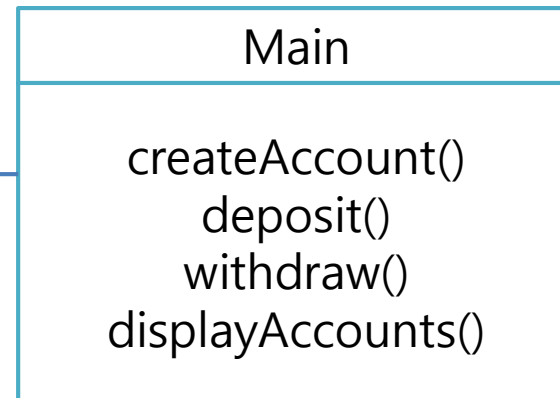 Main
createAccount()
deposit()
withdraw()
displayAccounts()